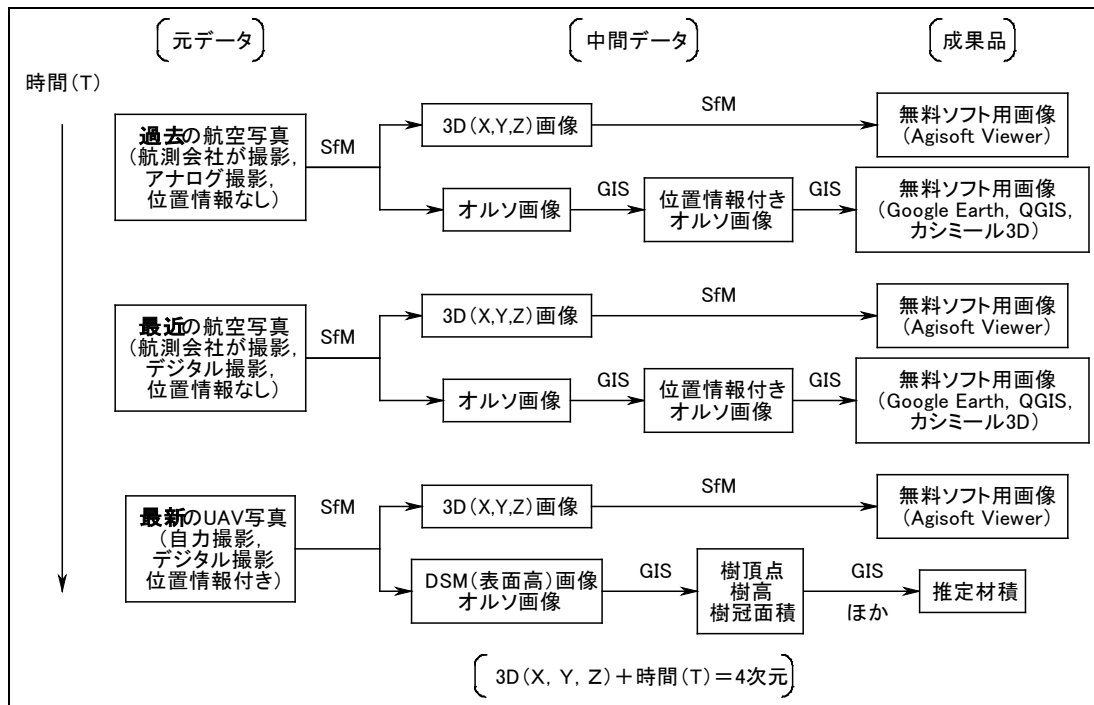 元データ
中間データ
成果品
時間(T)
過去の航空写真
(航測会社が撮影,
アナログ撮影,
位置情報なし)
SfM
3D(X,Y,Z)画像
SfM
無料ソフト用画像
(Agisoft Viewer)
オルソ画像
GIS
位置情報付き
オルソ画像
GIS
無料ソフト用画像
(Google Earth, QGIS,
カシミール3D)
最近の航空写真
(航測会社が撮影,
デジタル撮影,
位置情報なし)
SfM
3D(X,Y,Z)画像
SfM
無料ソフト用画像
(Agisoft Viewer)
オルソ画像
GIS
位置情報付き
オルソ画像
GIS
無料ソフト用画像
(Google Earth, QGIS,
カシミール3D)
最新のUAV写真
(自力撮影,
デジタル撮影
位置情報付き)
SfM
3D(X,Y,Z)画像
SfM
無料ソフト用画像
(Agisoft Viewer)
DSM(表面高)画像
オルソ画像
GIS
樹頂点
樹高
樹冠面積
GIS
ほか
推定材積
3D(X, Y, Z)+時間(T)=4次元